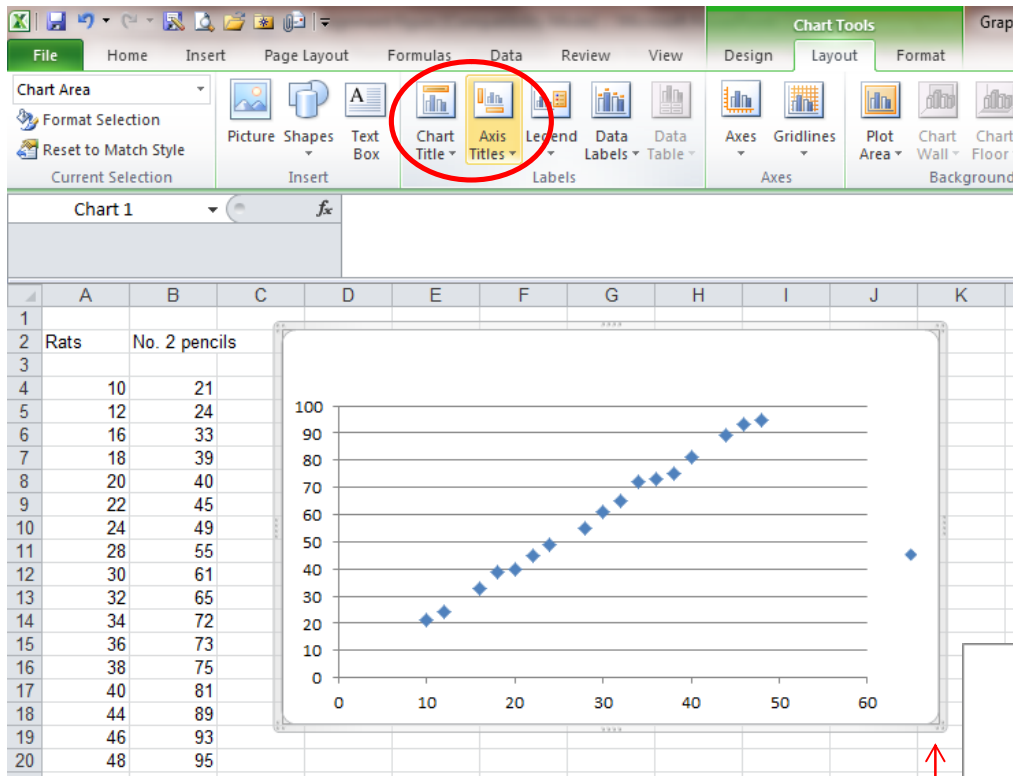 Chart Tools
Grap
File Home Insert Page Layout Formulas Data Review View Design Layout Format
Chart Area
Format Selection
Reset to Match Style
Current Selection
Picture Shapes Text Box
Insert
Chart Title Axis Titles Legend Data Labels Data Table
Labels
Axes Gridlines
Axes
Plot Area Chart Wall Chart Floor
Background
Chart 1
fx
A B C D E F G H I J K
1
2 Rats No. 2 pencils
3
4 10 21
5 12 24
6 16 33
7 18 39
8 20 40
9 22 45
10 24 49
11 28 55
12 30 61
13 32 65
14 34 72
15 36 73
16 38 75
17 40 81
18 44 89
19 46 93
20 48 95
100
90
80
70
60
50
40
30
20
10
0
0 10 20 30 40 50 60